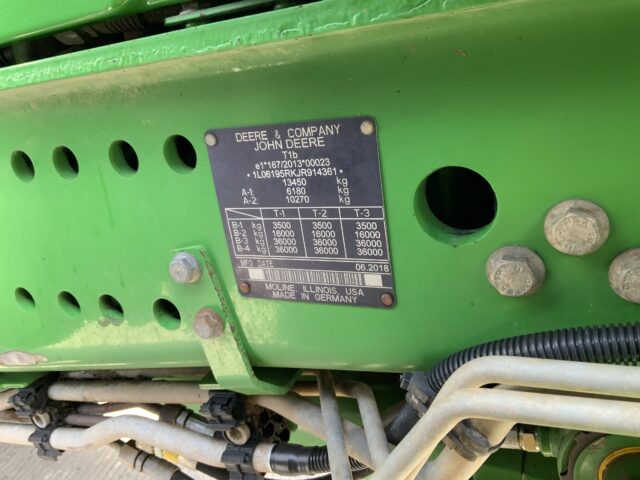 DEERE & COMPANY
JOHN DEERE
T1b
e1*167/2013*00023
* 1L06195RKJR914361 *
13450 kg
A-1: 6180 kg
A-2: 10270 kg
T-1 T-2 T-3
B-1 kg 3500 3500 3500
B-2 kg 16000 16000 16000
B-3 kg 36000 36000 36000
B-4 kg 36000 36000 36000
MFG DATE 06.2018
MOLINE, ILLINOIS, USA
MADE IN GERMANY